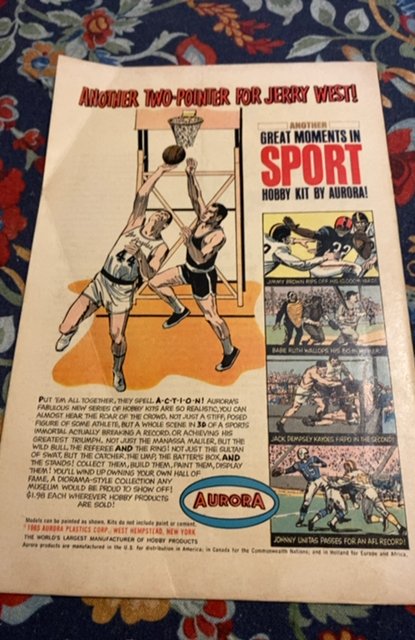 ANOTHER TWO-POINTER FOR JERRY WEST!
ANOTHER
GREAT MOMENTS IN
SPORT
HOBBY KIT BY AURORA!
44
JIMMY BROWN RIPS OFF HIS 10,000th YARD!
BABE RUTH WALLOPS HIS 60th HOMER!
JACK DEMPSEY KAYOES FIRPO IN THE SECOND!
JOHNNY UNITAS PASSES FOR AN AFL RECORD!
PUT 'EM ALL TOGETHER, THEY SPELL A-C-T-I-O-N! AURORA'S
FABULOUS NEW SERIES OF HOBBY KITS ARE SO REALISTIC, YOU CAN
ALMOST HEAR THE ROAR OF THE CROWD. NOT JUST A STIFF, POSED
FIGURE OF SOME ATHLETE, BUT A WHOLE SCENE IN 3D OF A SPORTS
IMMORTAL ACTUALLY BREAKING A RECORD, OR ACHIEVING HIS
GREATEST TRIUMPH. NOT JUST THE MANASSA MAULER, BUT THE
WILD BULL, THE REFEREE AND THE RING! NOT JUST THE SULTAN
OF SWAT, BUT THE CATCHER, THE UMP, THE BATTER'S BOX, AND
THE STANDS! COLLECT THEM, BUILD THEM, PAINT THEM, DISPLAY
THEM! YOU'LL WIND UP OWNING YOUR OWN HALL OF
FAME, A DIORAMA-STYLE COLLECTION ANY
MUSEUM WOULD BE PROUD TO SHOW OFF!
$1.98 EACH WHEREVER HOBBY PRODUCTS
ARE SOLD!
AURORA
Models can be painted as shown. Kits do not include paint or cement.
© 1965 AURORA PLASTICS CORP., WEST HEMPSTEAD, NEW YORK
THE WORLD'S LARGEST MANUFACTURER OF HOBBY PRODUCTS
Aurora products are manufactured in the U.S. for distribution in America; in Canada for the Commonwealth Nations; and in Holland for Europe and Africa.